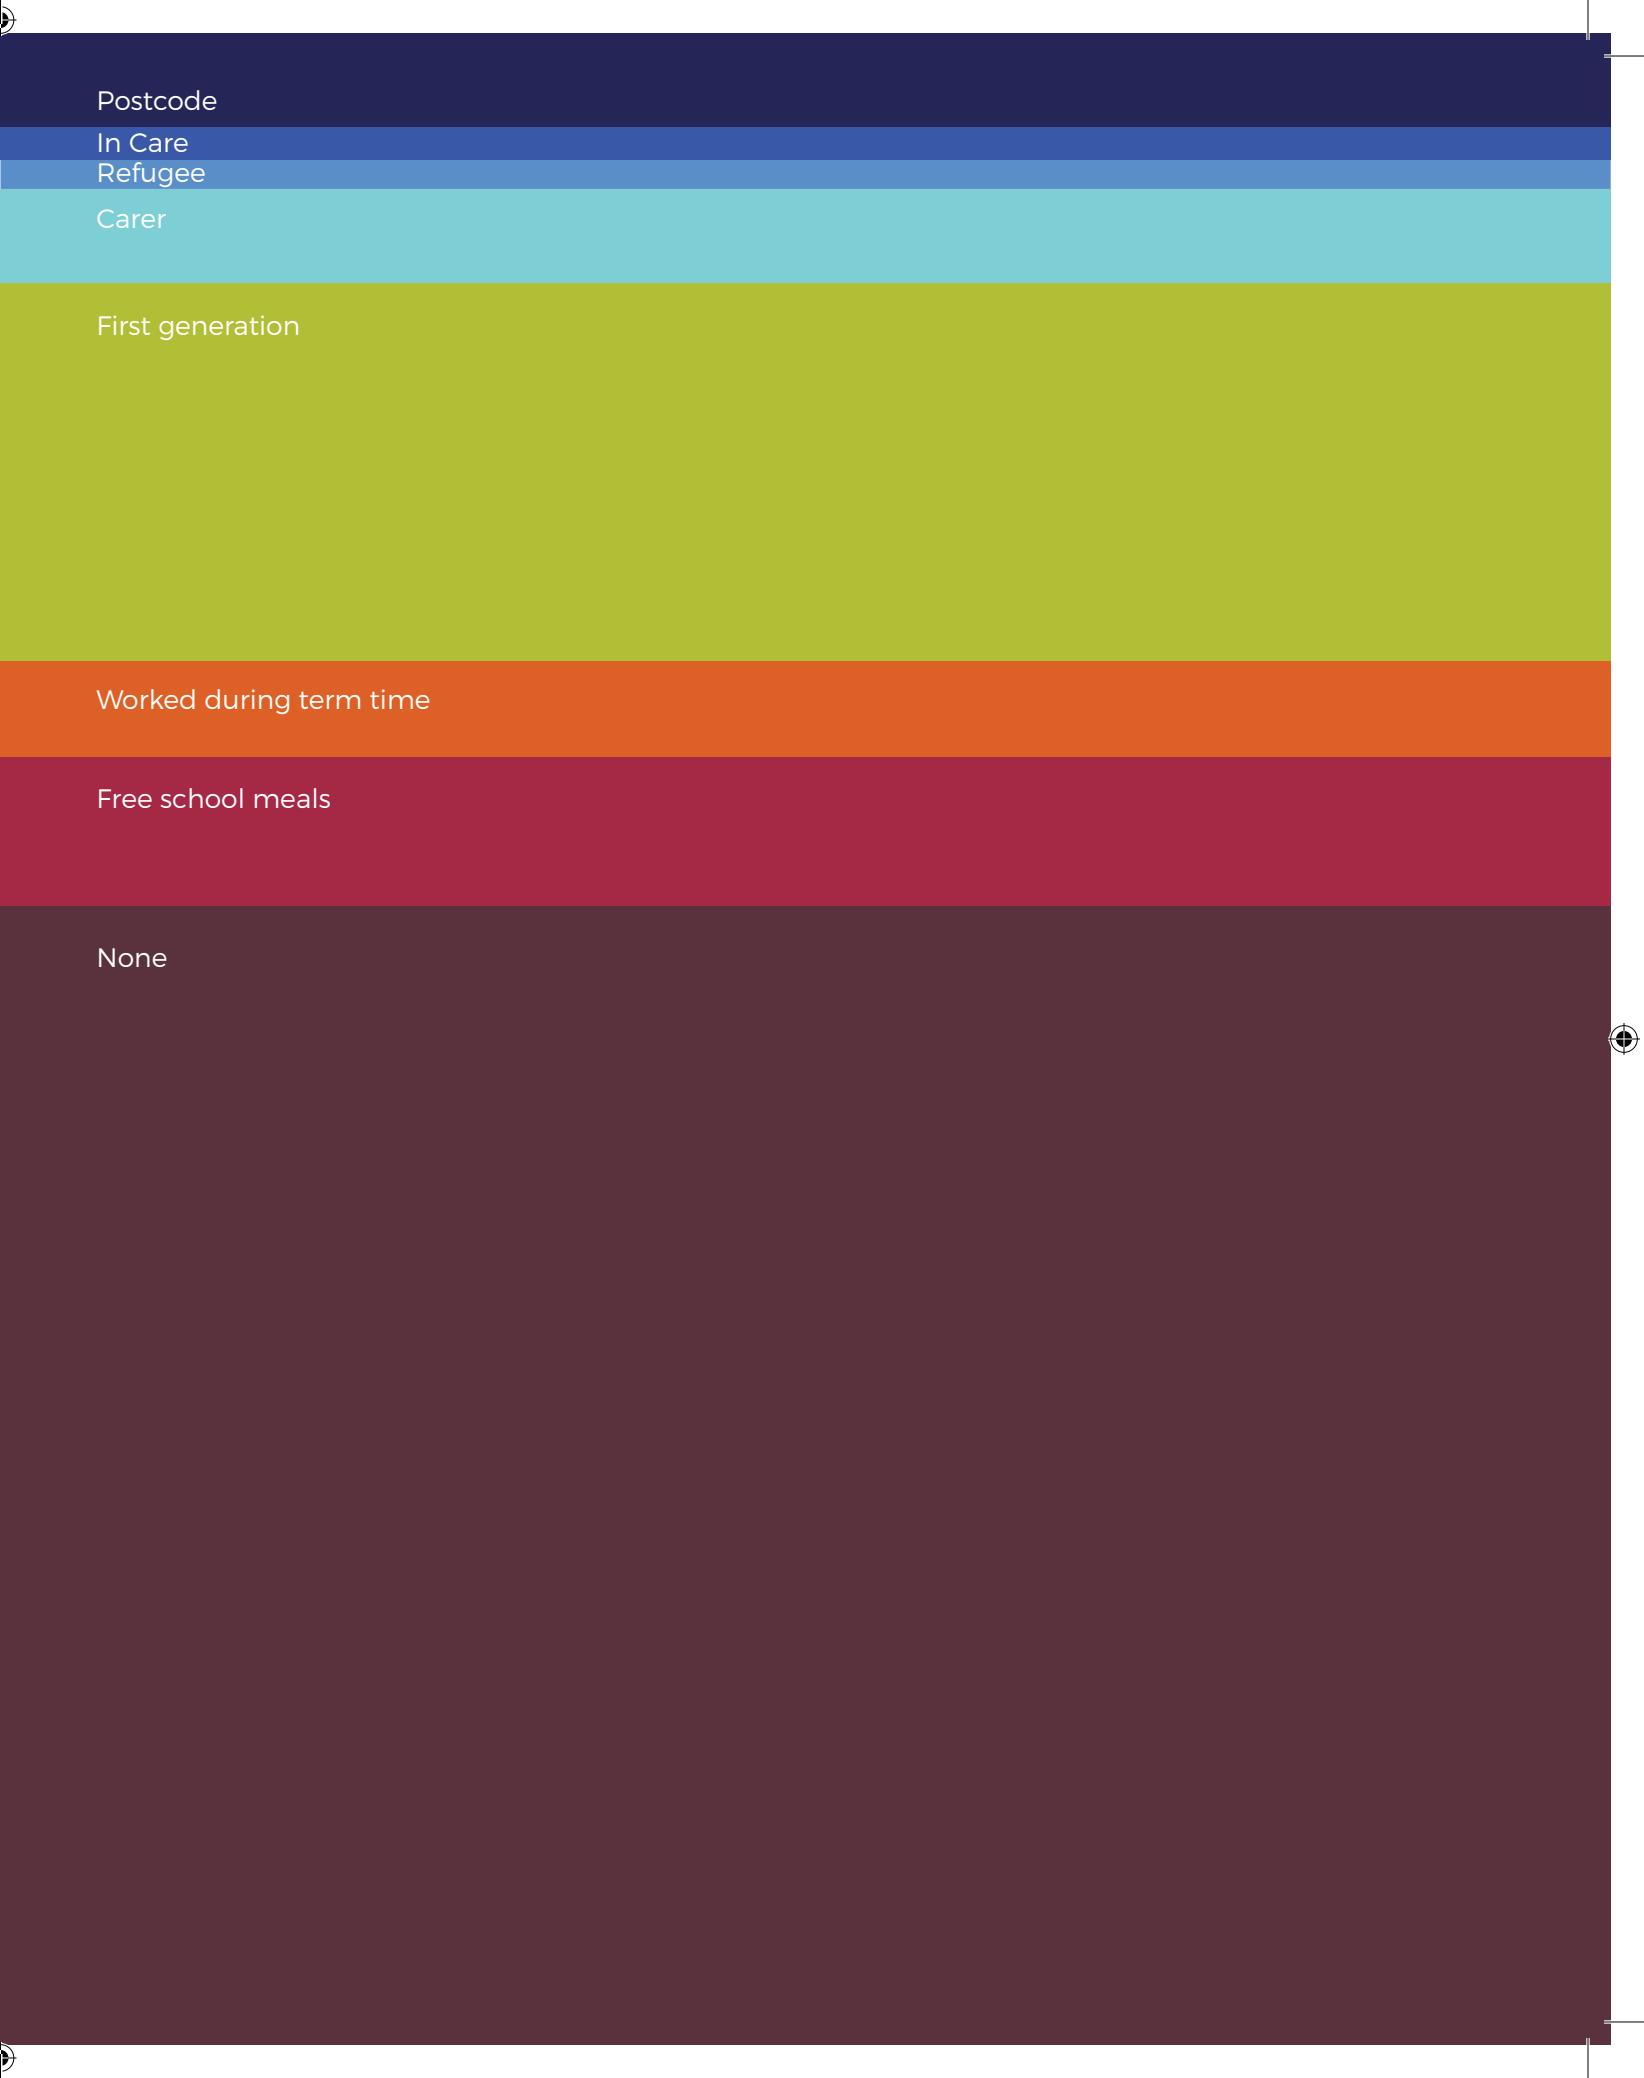 Postcode
In Care
Refugee
Carer
First generation
Worked during term time
Free school meals
None